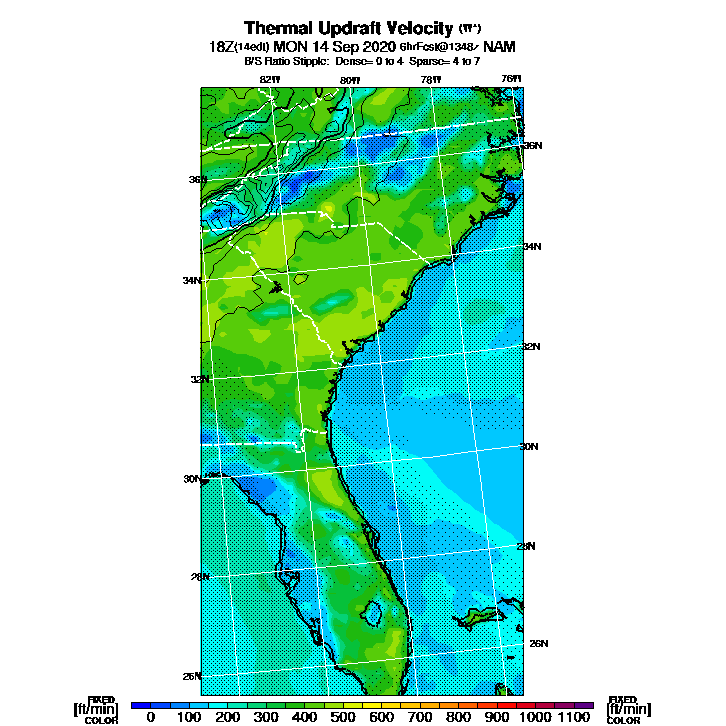 Thermal Updraft Velocity (W*)
18Z(14edt) MON 14 Sep 2020 6hrFcst@1348z NAM
B/S Ratio Stipple: Dense= 0 to 4 Sparse= 4 to 7
82W 80W 78W 76W
36N
36N
34N
34N
32N
32N
30N
30N
28N
28N
26N
26N
FIXED FIXED
[ft/min] 0 100 200 300 400 500 600 700 800 900 1000 1100 [ft/min]
COLOR COLOR